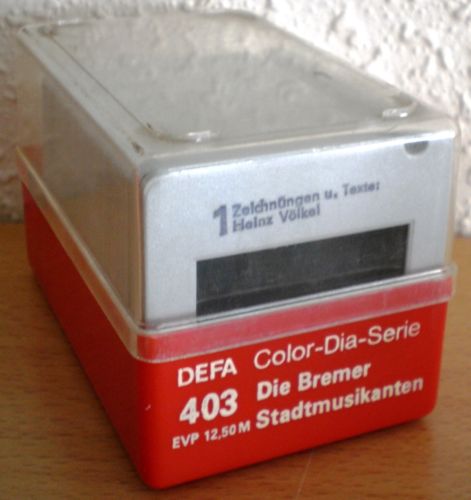 1 Zeichnungen u. Texte:
Heinz Völkel
DEFA Color-Dia-Serie
403 Die Bremer
Stadtmusikanten
EVP 12,50 M